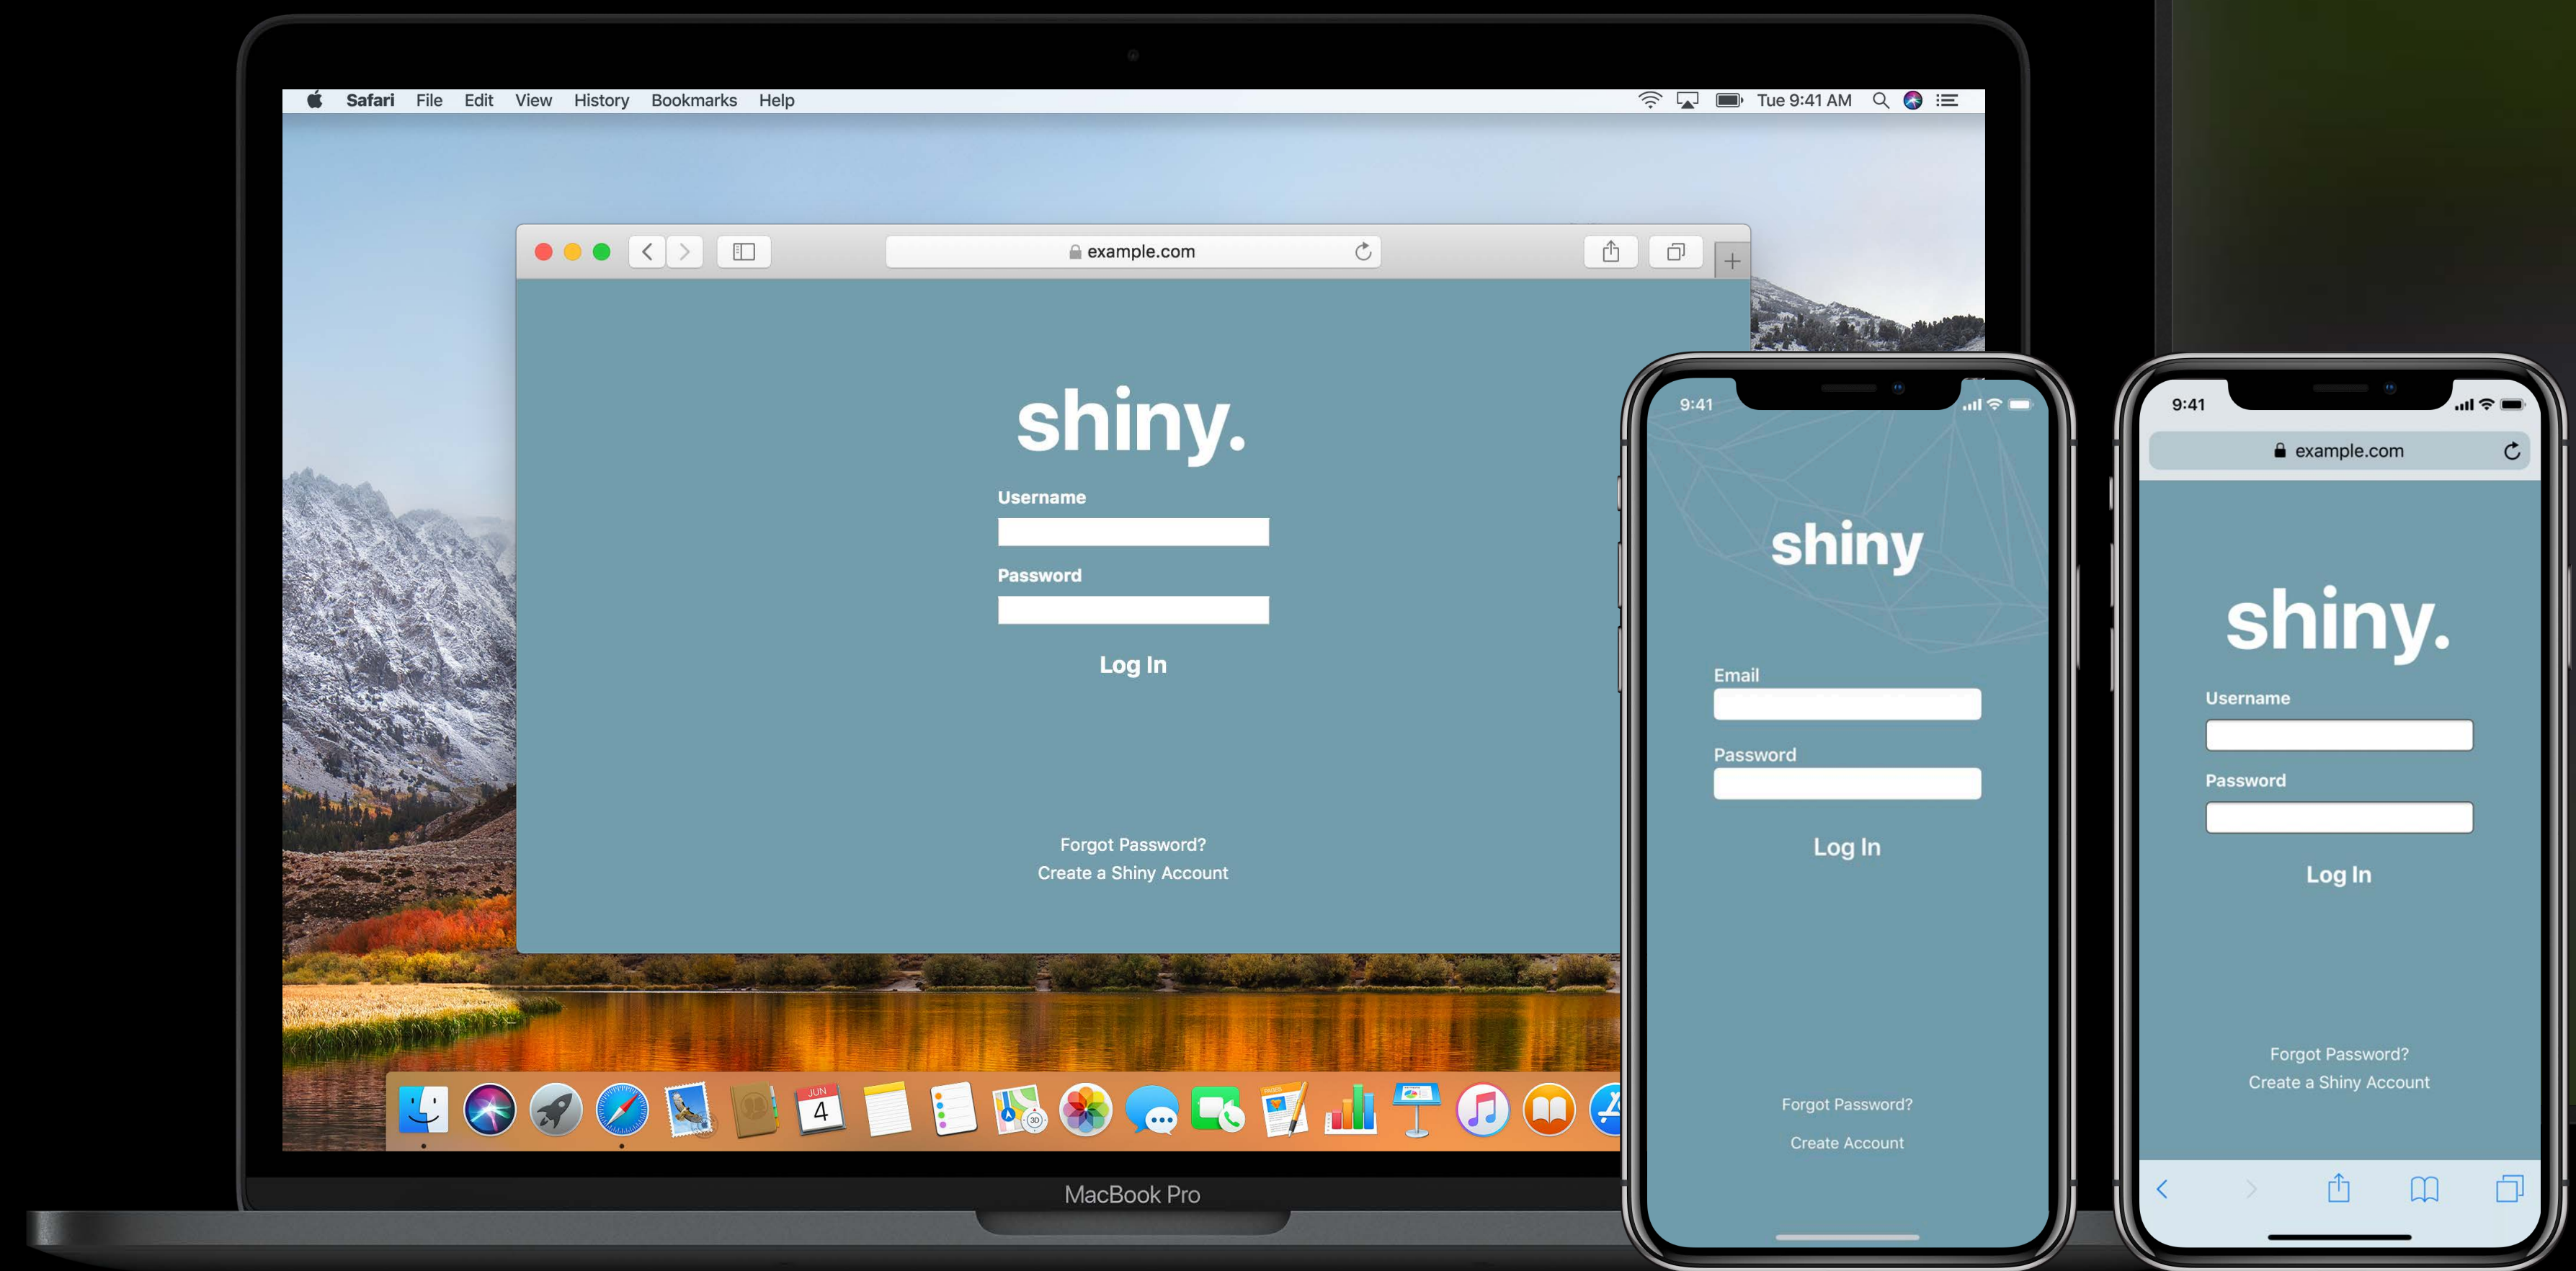 Safari File Edit View History Bookmarks Help
Tue 9:41 AM
example.com
shiny.
Username
Password
Log In
Forgot Password?
Create a Shiny Account
JUN
4
PAGES
3D
MacBook Pro
9:41
shiny
Email
Password
Log In
Forgot Password?
Create Account
9:41
example.com
shiny.
Username
Password
Log In
Forgot Password?
Create a Shiny Account